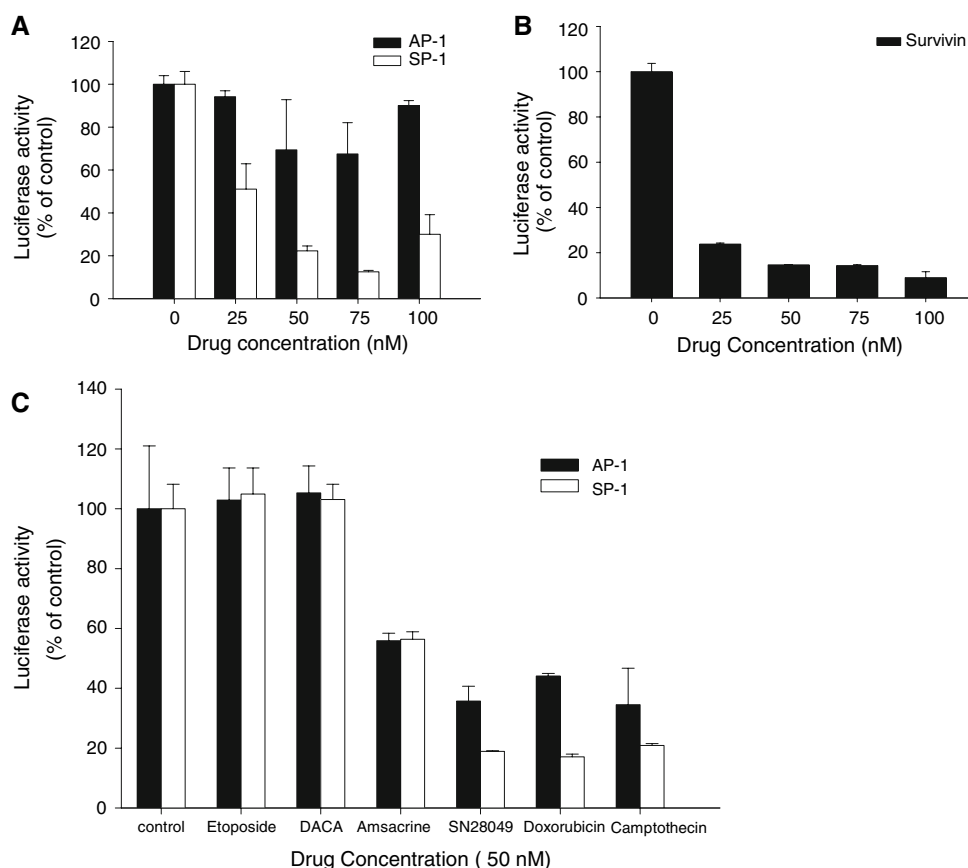 A
AP-1
SP-1
120
100
80
60
40
20
0
Luciferase activity
(% of control)
0 25 50 75 100
Drug concentration (nM)
B
Survivin
120
100
80
60
40
20
0
Luciferase activity
(% of control)
0 25 50 75 100
Drug Concentration (nM)
C
AP-1
SP-1
140
120
100
80
60
40
20
0
Luciferase activity
(% of control)
control Etoposide DACA Amsacrine SN28049 Doxorubicin Camptothecin
Drug Concentration ( 50 nM)